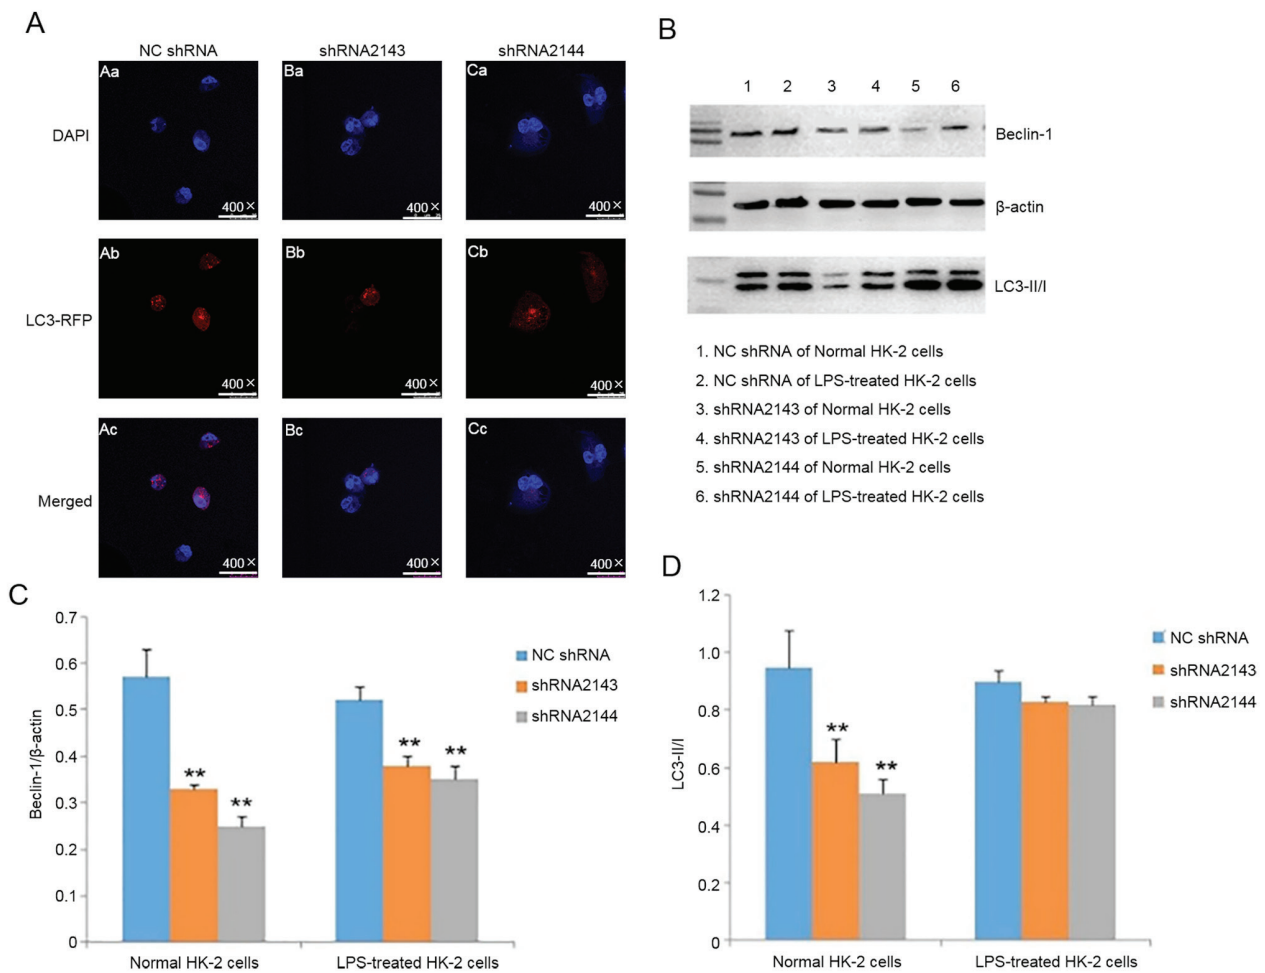 A
NC shRNA shRNA2143 shRNA2144
DAPI
Aa Ba Ca
400× 400× 400×
LC3-RFP
Ab Bb Cb
400× 400× 400×
Merged
Ac Bc Cc
400× 400× 400×
B
1 2 3 4 5 6
Beclin-1
β-actin
LC3-II/I
1. NC shRNA of Normal HK-2 cells
2. NC shRNA of LPS-treated HK-2 cells
3. shRNA2143 of Normal HK-2 cells
4. shRNA2143 of LPS-treated HK-2 cells
5. shRNA2144 of Normal HK-2 cells
6. shRNA2144 of LPS-treated HK-2 cells
C
Beclin-1/β-actin
0.7
0.6
0.5
0.4
0.3
0.2
0.1
0
** **
** **
Normal HK-2 cells LPS-treated HK-2 cells
NC shRNA
shRNA2143
shRNA2144
D
LC3-II/I
1.2
1.0
0.8
0.6
0.4
0.2
0
** **
Normal HK-2 cells LPS-treated HK-2 cells
NC shRNA
shRNA2143
shRNA2144